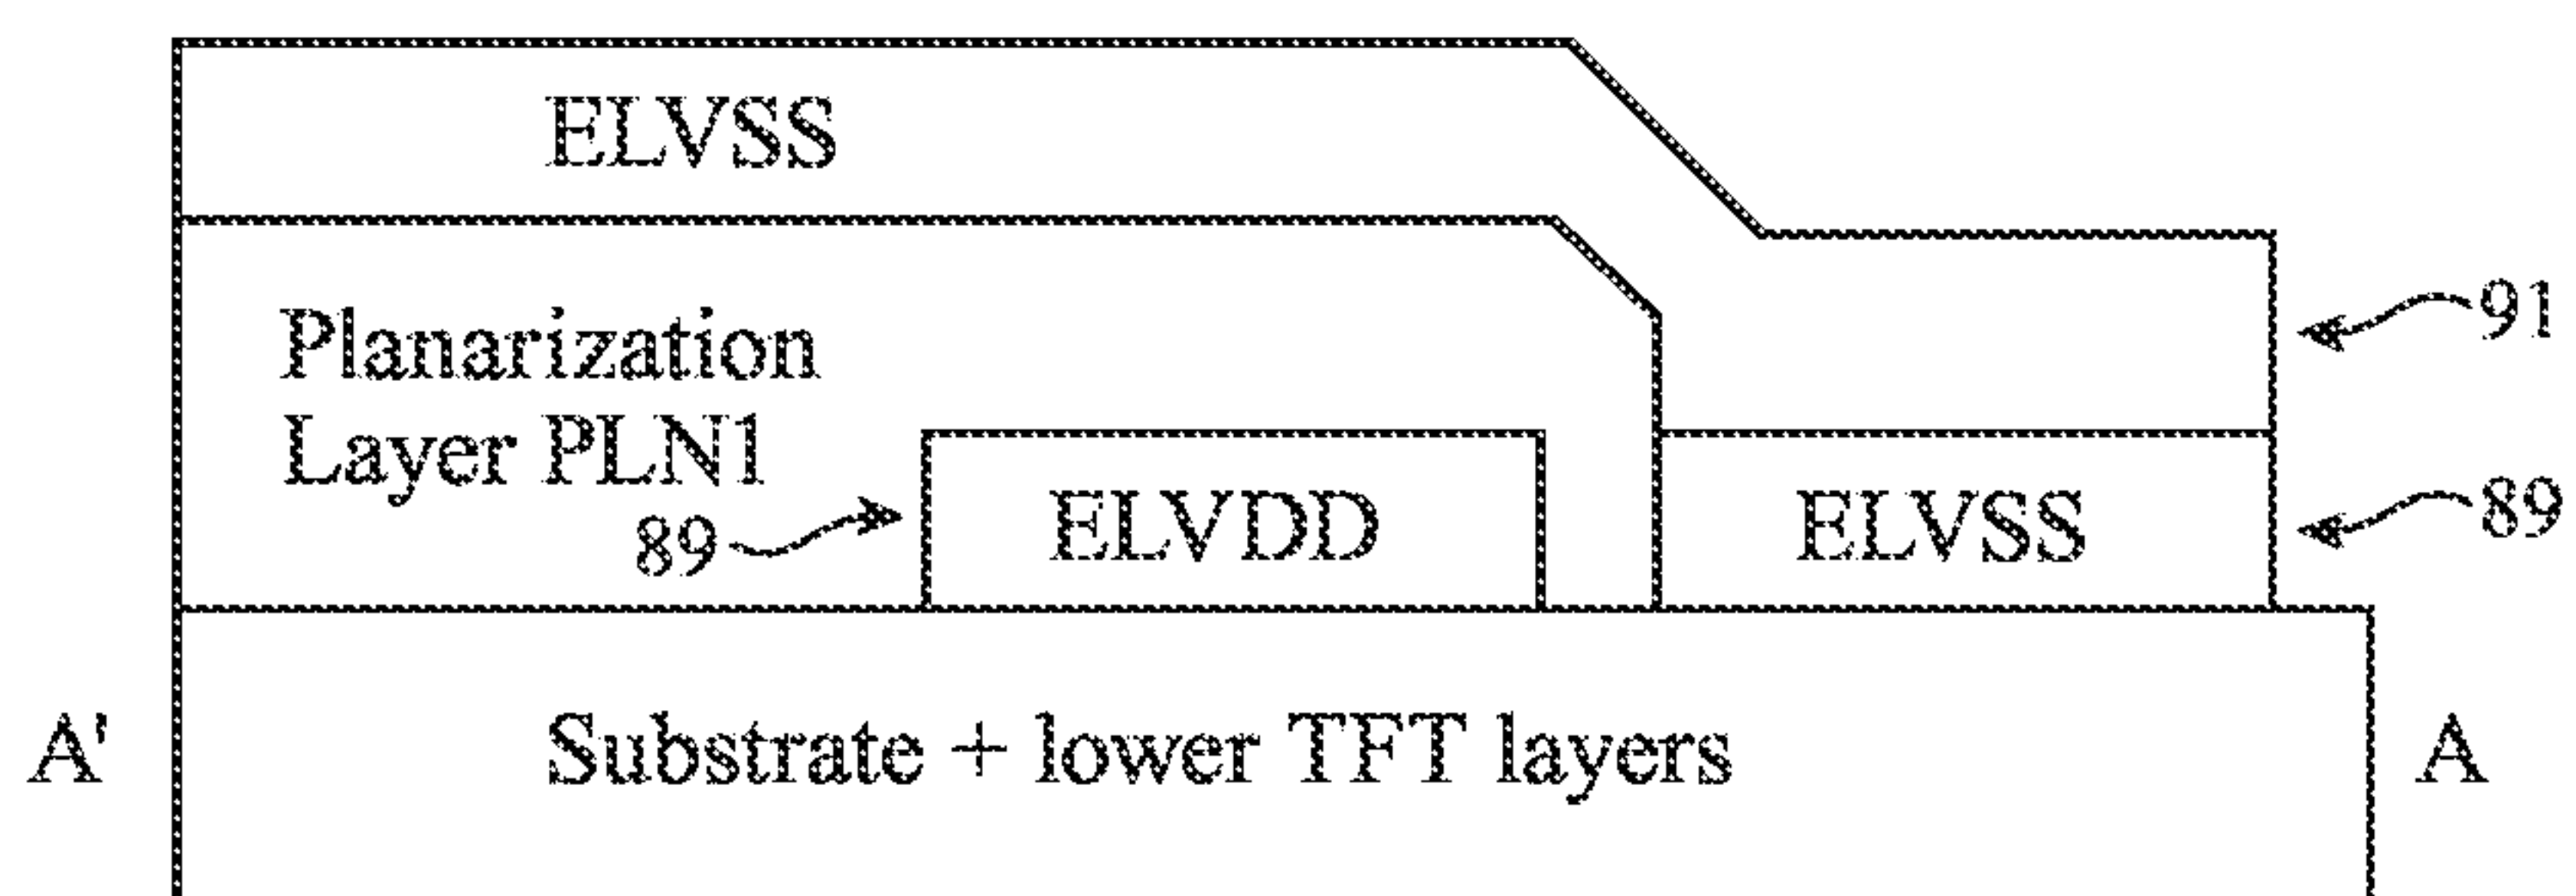 ELVSS
91
Planarization
Layer PLN1
89
ELVDD
ELVSS
89
A'
Substrate + lower TFT layers
A